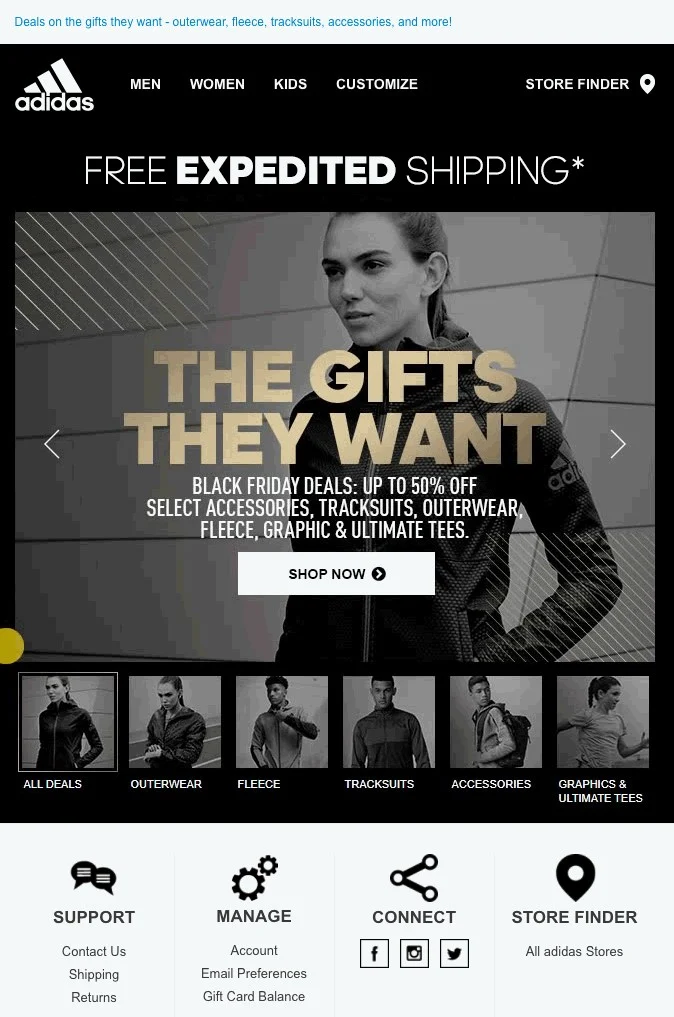 Deals on the gifts they want - outerwear, fleece, tracksuits, accessories, and more!
adidas
MEN WOMEN KIDS CUSTOMIZE STORE FINDER
FREE EXPEDITED SHIPPING*
THE GIFTS
THEY WANT
BLACK FRIDAY DEALS: UP TO 50% OFF
SELECT ACCESSORIES, TRACKSUITS, OUTERWEAR,
FLEECE, GRAPHIC & ULTIMATE TEES.
SHOP NOW
ALL DEALS
OUTERWEAR
FLEECE
TRACKSUITS
ACCESSORIES
GRAPHICS &
ULTIMATE TEES
SUPPORT
Contact Us
Shipping
Returns
MANAGE
Account
Email Preferences
Gift Card Balance
CONNECT
STORE FINDER
All adidas Stores